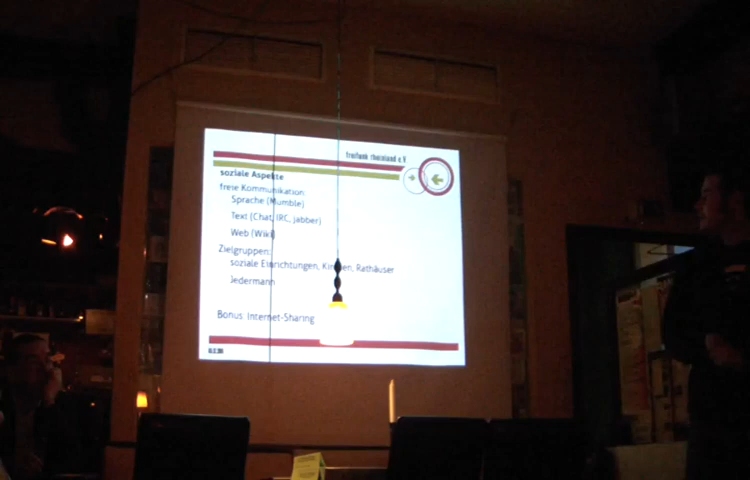 freifunk rheinland e.V
soziale Aspekte
freie Kommunikation:
Sprache (Mumble)
Text (Chat, IRC, Jabber)
Web (Wiki)
Zielgruppen:
soziale Einrichtungen, Kirchen, Rathäuser
Jedermann
Bonus: Internet-Sharing